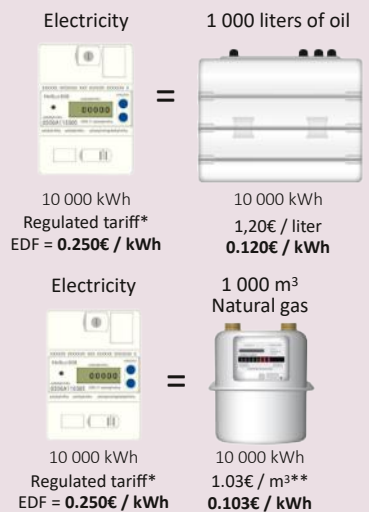 Electricity
1 000 liters of oil
00000
=
10 000 kWh
Regulated tariff*
EDF = 0.250€ / kWh
10 000 kWh
1,20€ / liter
0.120€ / kWh
Electricity
1 000 m³
Natural gas
00000
=
10 000 kWh
Regulated tariff*
EDF = 0.250€ / kWh
10 000 kWh
1.03€ / m³**
0.103€ / kWh